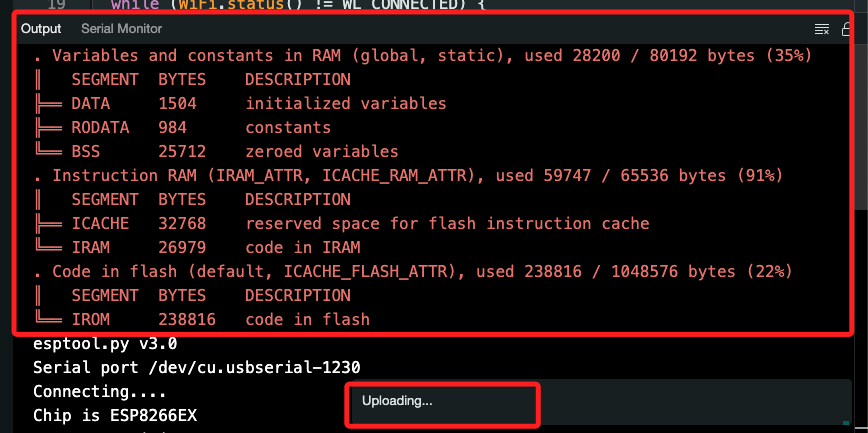 19 while (WiFi.status() != WL_CONNECTED) {
Output Serial Monitor
. Variables and constants in RAM (global, static), used 28200 / 80192 bytes (35%)
║   SEGMENT  BYTES    DESCRIPTION
╠══ DATA     1504     initialized variables
╠══ RODATA   984      constants
╚══ BSS      25712    zeroed variables
. Instruction RAM (IRAM_ATTR, ICACHE_RAM_ATTR), used 59747 / 65536 bytes (91%)
║   SEGMENT  BYTES    DESCRIPTION
╠══ ICACHE   32768    reserved space for flash instruction cache
╚══ IRAM     26979    code in IRAM
. Code in flash (default, ICACHE_FLASH_ATTR), used 238816 / 1048576 bytes (22%)
║   SEGMENT  BYTES    DESCRIPTION
╚══ IROM     238816   code in flash
esptool.py v3.0
Serial port /dev/cu.usbserial-1230
Connecting....
Chip is ESP8266EX
Uploading...